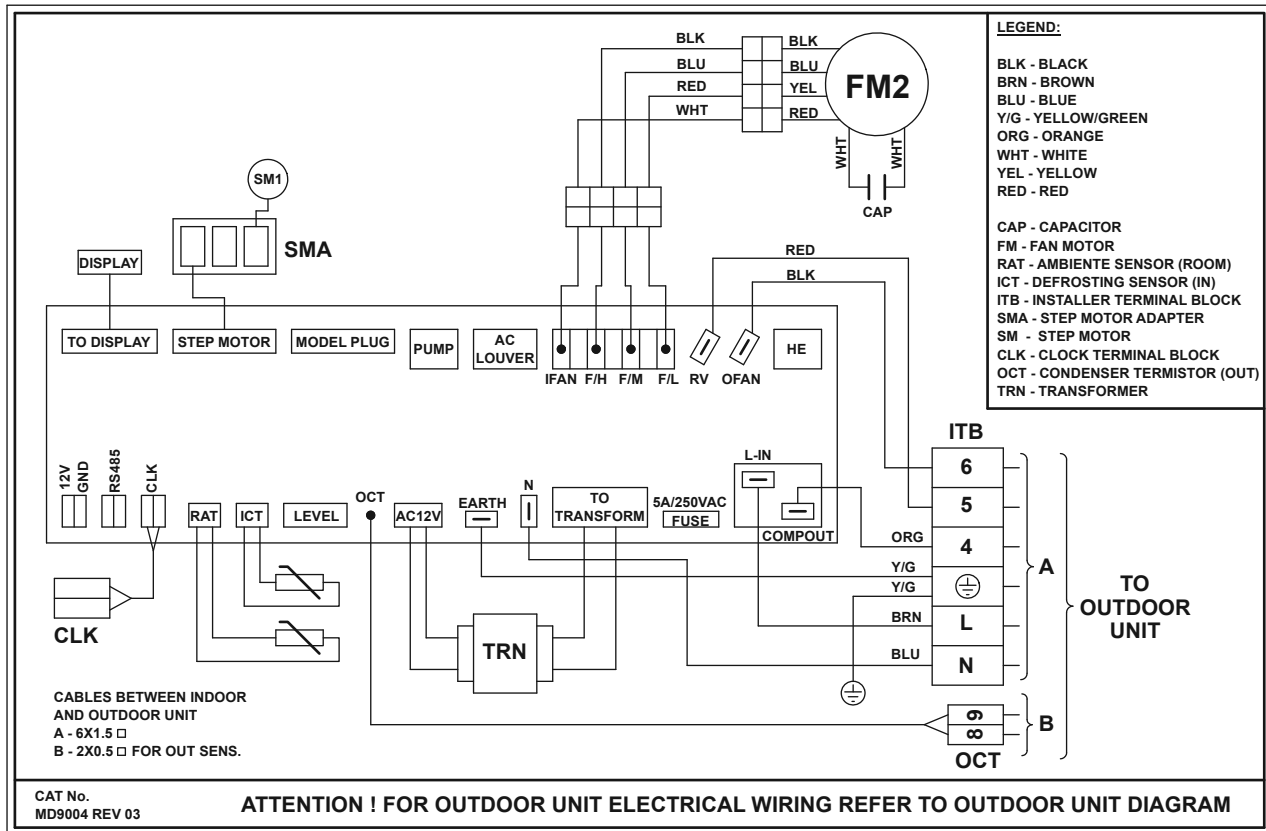 BLK
BLU
RED
WHT
BLK
BLU
YEL
RED
FM2
WHT
WHT
CAP
LEGEND:
BLK - BLACK
BRN - BROWN
BLU - BLUE
Y/G - YELLOW/GREEN
ORG - ORANGE
WHT - WHITE
YEL - YELLOW
RED - RED
CAP - CAPACITOR
FM - FAN MOTOR
RAT - AMBIENTE SENSOR (ROOM)
ICT - DEFROSTING SENSOR (IN)
ITB - INSTALLER TERMINAL BLOCK
SMA - STEP MOTOR ADAPTER
SM - STEP MOTOR
CLK - CLOCK TERMINAL BLOCK
OCT - CONDENSER TERMISTOR (OUT)
TRN - TRANSFORMER
SM1
SMA
DISPLAY
RED
BLK
TO DISPLAY
STEP MOTOR
MODEL PLUG
PUMP
AC
LOUVER
IFAN
F/H
F/M
F/L
RV
OFAN
HE
12V
GND
RS485
CLK
RAT
ICT
LEVEL
OCT
AC12V
EARTH
N
TO
TRANSFORM
5A/250VAC
FUSE
L-IN
COMPOUT
ITB
6
5
4
L
N
ORG
Y/G
Y/G
BRN
BLU
A
TO
OUTDOOR
UNIT
CLK
TRN
9
8
B
OCT
CABLES BETWEEN INDOOR
AND OUTDOOR UNIT
A - 6X1.5 □
B - 2X0.5 □ FOR OUT SENS.
CAT No.
MD9004 REV 03
ATTENTION ! FOR OUTDOOR UNIT ELECTRICAL WIRING REFER TO OUTDOOR UNIT DIAGRAM